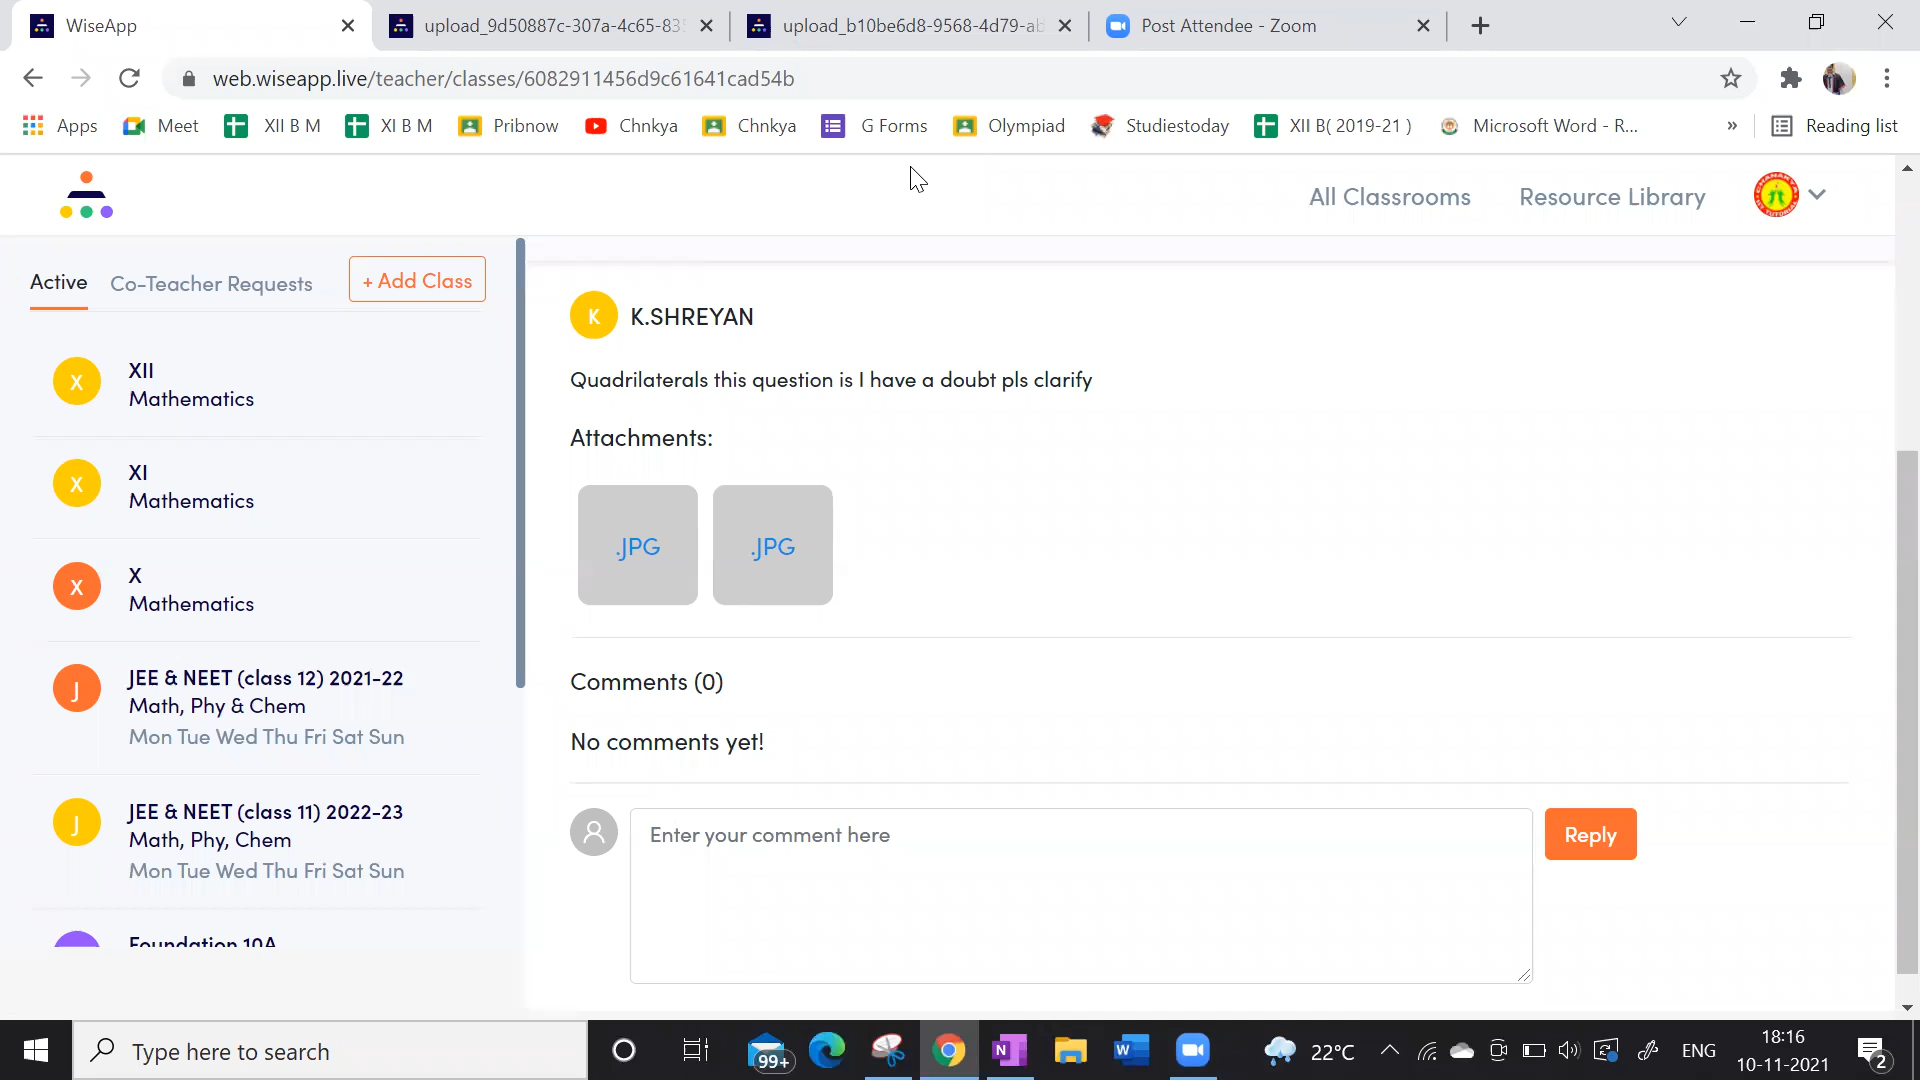 WiseApp
upload_9d50887c-307a-4c65-835
upload_b10be6d8-9568-4d79-ab
Post Attendee - Zoom
web.wiseapp.live/teacher/classes/6082911456d9c61641cad54b
Apps
Meet
XII B M
XI B M
Pribnow
Chnkya
Chnkya
G Forms
Olympiad
Studiestoday
XII B( 2019-21 )
Microsoft Word - R...
»
Reading list
All Classrooms
Resource Library
Active
Co-Teacher Requests
+ Add Class
X
XII
Mathematics
X
XI
Mathematics
X
X
Mathematics
J
JEE & NEET (class 12) 2021-22
Math, Phy & Chem
Mon Tue Wed Thu Fri Sat Sun
J
JEE & NEET (class 11) 2022-23
Math, Phy, Chem
Mon Tue Wed Thu Fri Sat Sun
Foundation 10A
K
K.SHREYAN
Quadrilaterals this question is I have a doubt pls clarify
Attachments:
.JPG
.JPG
Comments (0)
No comments yet!
Enter your comment here
Reply
Type here to search
99+
N
W
22°C
ENG
18:16
10-11-2021
2